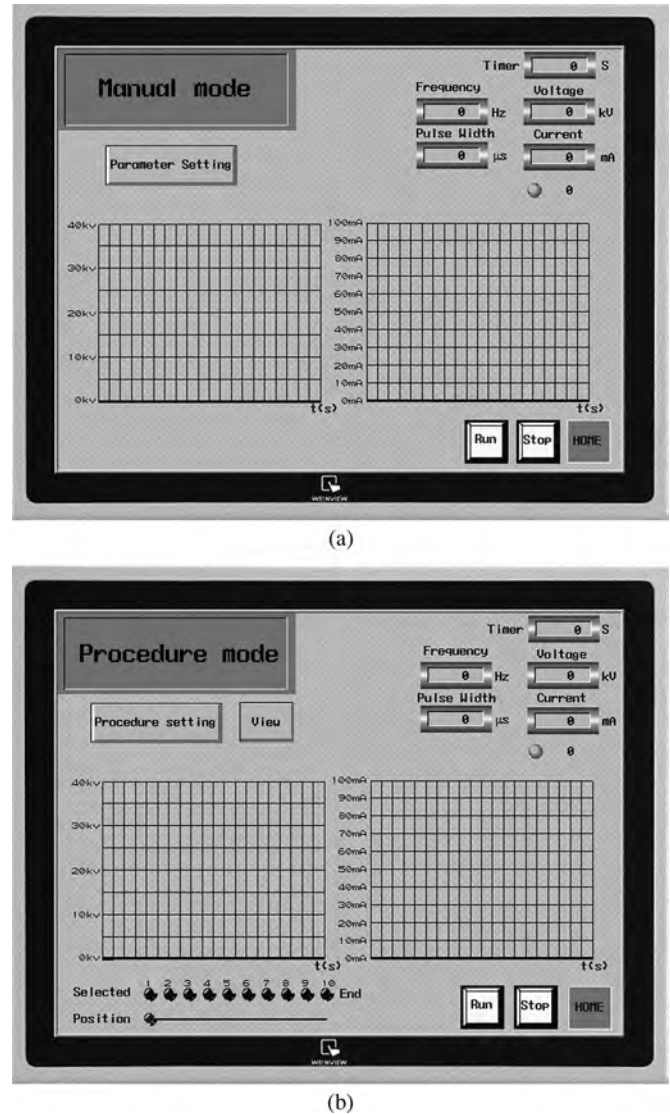 Manual mode
Timer 0 S
Frequency Voltage
0 Hz 0 kV
Pulse Width Current
0 μs 0 mA
0
Parameter Setting
40kv
30kv
20kv
10kv
0kv
t(s)
100mA
90mA
80mA
70mA
60mA
50mA
40mA
30mA
20mA
10mA
0mA
t(s)
Run Stop HOME
WEINVIEW
(a)
Procedure mode
Timer 0 S
Frequency Voltage
0 Hz 0 kV
Pulse Width Current
0 μs 0 mA
0
Procedure setting View
40kv
30kv
20kv
10kv
0kv
t(s)
100mA
90mA
80mA
70mA
60mA
50mA
40mA
30mA
20mA
10mA
0mA
t(s)
1 2 3 4 5 6 7 8 9 10
Selected End
Position
Run Stop HOME
WEINVIEW
(b)